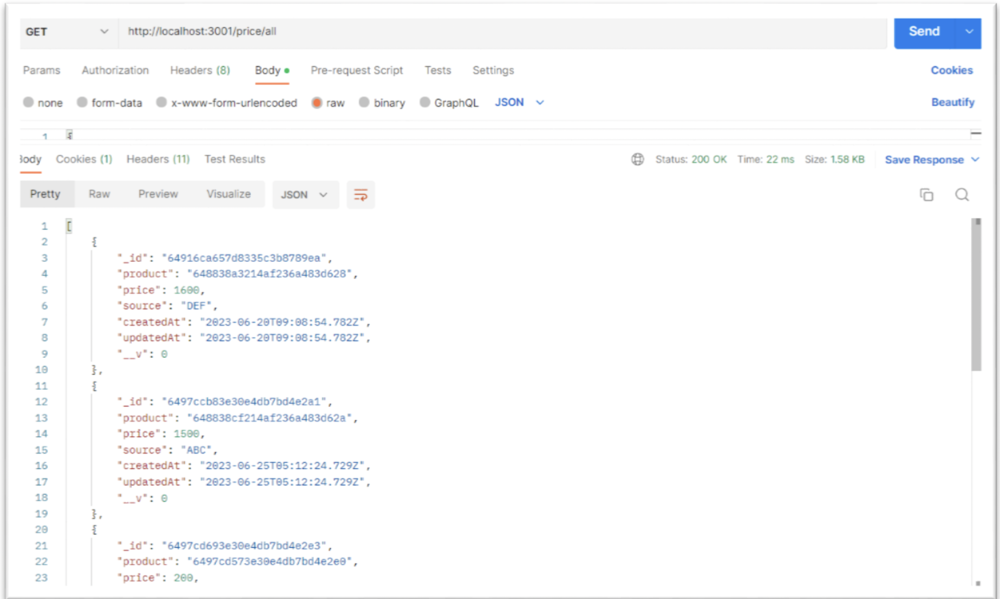 GET http://localhost:3001/price/all Send
Params Authorization Headers (8) Body Pre-request Script Tests Settings Cookies
none form-data x-www-form-urlencoded raw binary GraphQL JSON Beautify
1 {
Body Cookies (1) Headers (11) Test Results Status: 200 OK Time: 22 ms Size: 1.58 KB Save Response
Pretty Raw Preview Visualize JSON
1 [
2 {
3 "_id": "64916ca657d8335c3b8789ea",
4 "product": "648838a3214af236a483d628",
5 "price": 1600,
6 "source": "DEF",
7 "createdAt": "2023-06-20T09:08:54.782Z",
8 "updatedAt": "2023-06-20T09:08:54.782Z",
9 "__v": 0
10 },
11 {
12 "_id": "6497ccb83e30e4db7bd4e2a1",
13 "product": "648838cf214af236a483d62a",
14 "price": 1500,
15 "source": "ABC",
16 "createdAt": "2023-06-25T05:12:24.729Z",
17 "updatedAt": "2023-06-25T05:12:24.729Z",
18 "__v": 0
19 },
20 {
21 "_id": "6497cd693e30e4db7bd4e2e3",
22 "product": "6497cd573e30e4db7bd4e2e0",
23 "price": 200,